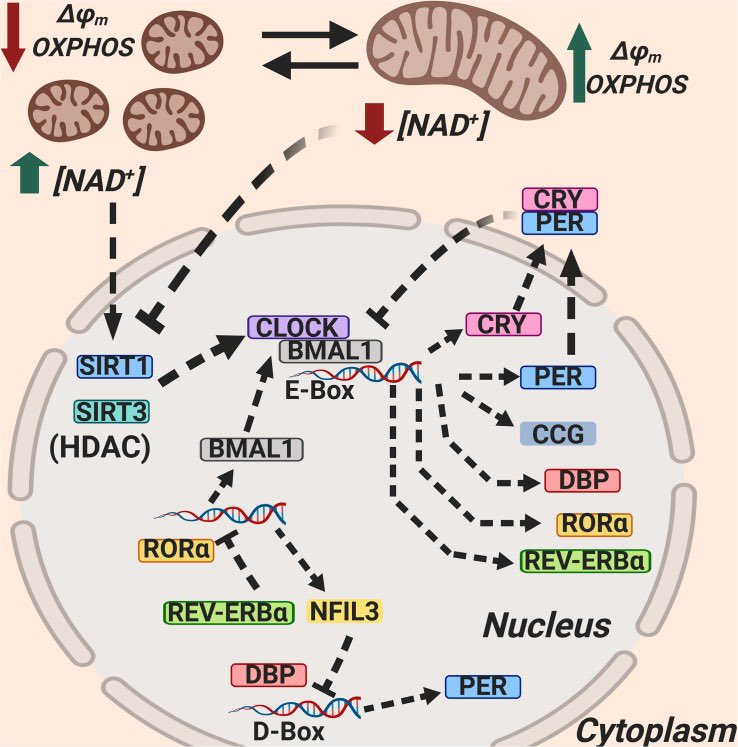 Δφm
OXPHOS
Δφm
OXPHOS
[NAD+]
[NAD+]
CRY
PER
CLOCK
BMAL1
E-Box
CRY
SIRT1
PER
SIRT3
(HDAC)
CCG
BMAL1
DBP
RORα
RORα
REV-ERBα
REV-ERBα
NFIL3
Nucleus
DBP
PER
D-Box
Cytoplasm